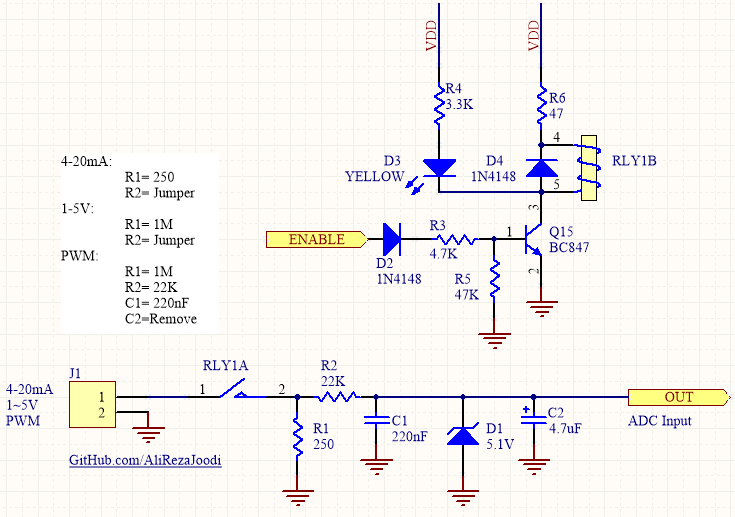 VDD
VDD
R4
3.3K
R6
47
4
D3
YELLOW
D4
1N4148
RLY1B
5
4-20mA:
R1= 250
R2= Jumper
1-5V:
R1= 1M
R2= Jumper
PWM:
R1= 1M
R2= 22K
C1= 220nF
C2=Remove
3
ENABLE
D2
1N4148
R3
4.7K
1
Q15
BC847
2
R5
47K
J1
4-20mA
1~5V
PWM
1
2
RLY1A
1
2
R2
22K
R1
250
C1
220nF
D1
5.1V
+
C2
4.7uF
OUT
ADC Input
GitHub.com/AliRezaJoodi